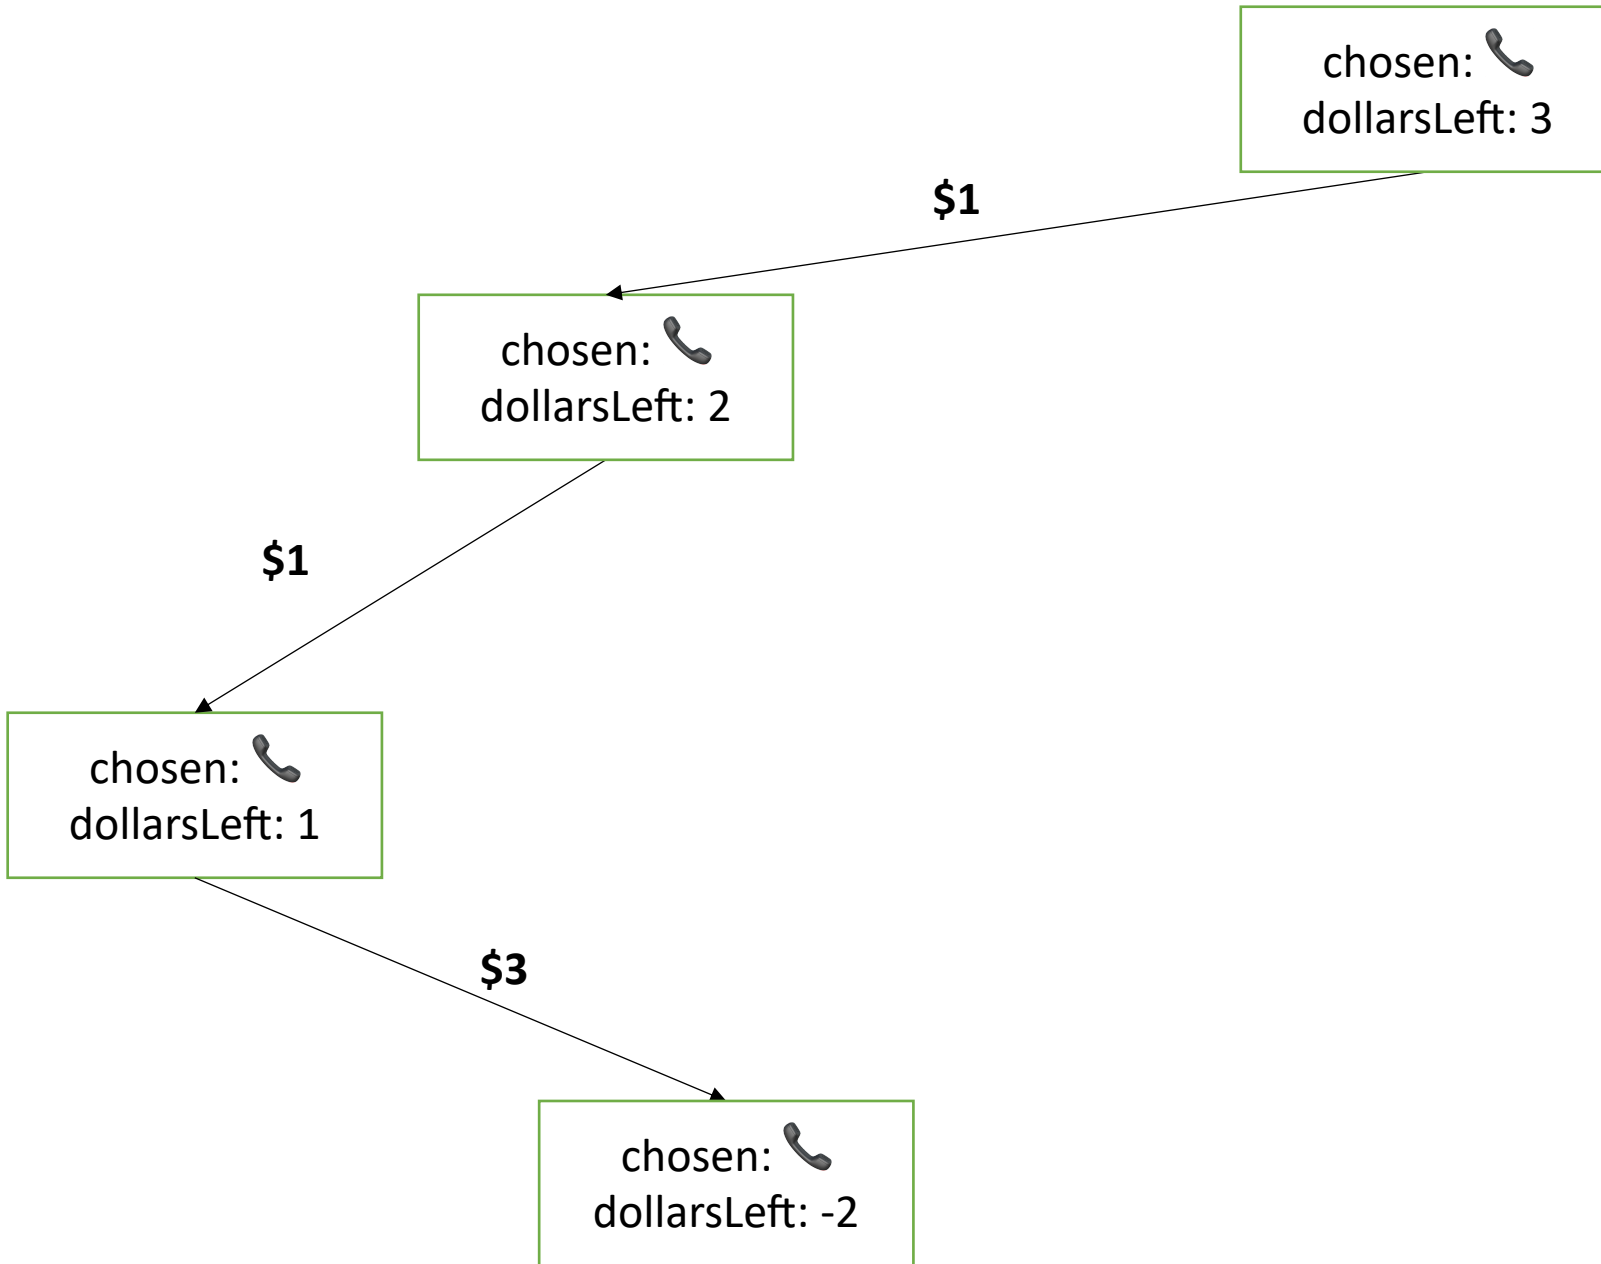 chosen: 📞
dollarsLeft: 3
$1
chosen: 📞
dollarsLeft: 2
$1
chosen: 📞
dollarsLeft: 1
$3
chosen: 📞
dollarsLeft: -2